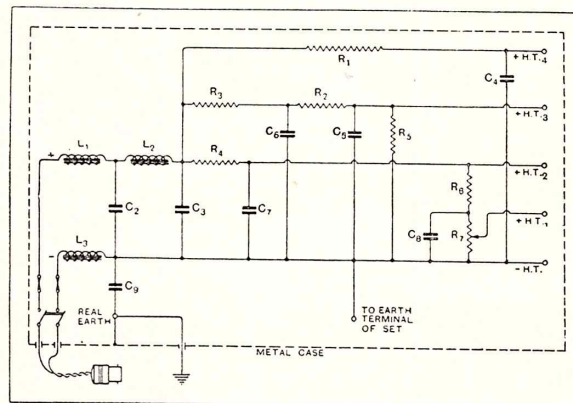 R1
+ H.T.4
C4
R3
R2
+H.T.3
C6
C5
R5
L1
L2
R4
+
+H.T.2
R6
C2
C3
C7
+ H.T.1
C8
R7
L3
-
- H.T.
C9
REAL
EARTH
TO EARTH
TERMINAL
OF SET
METAL CASE